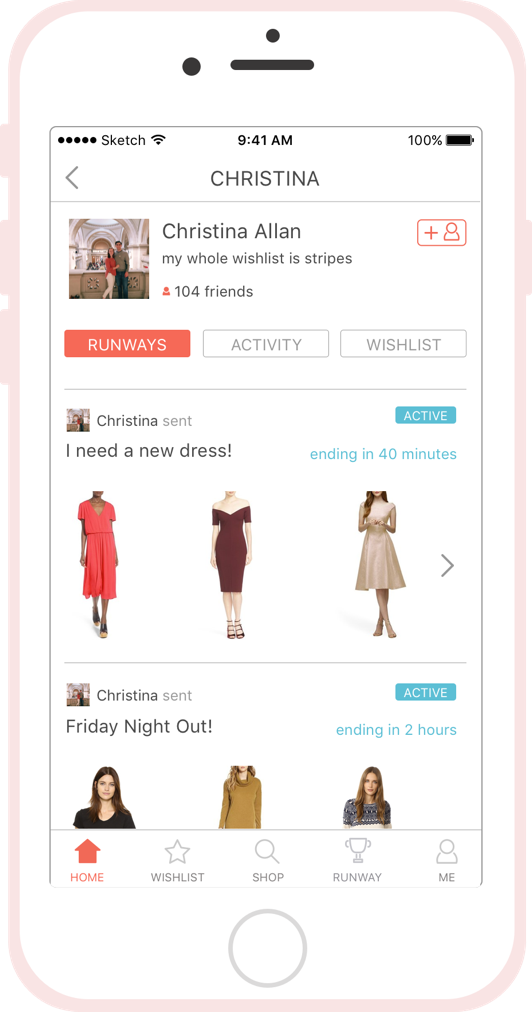 Sketch 9:41 AM 100%
CHRISTINA
Christina Allan
my whole wishlist is stripes
104 friends
RUNWAYS ACTIVITY WISHLIST
Christina sent ACTIVE
I need a new dress! ending in 40 minutes
Christina sent ACTIVE
Friday Night Out! ending in 2 hours
HOME WISHLIST SHOP RUNWAY ME